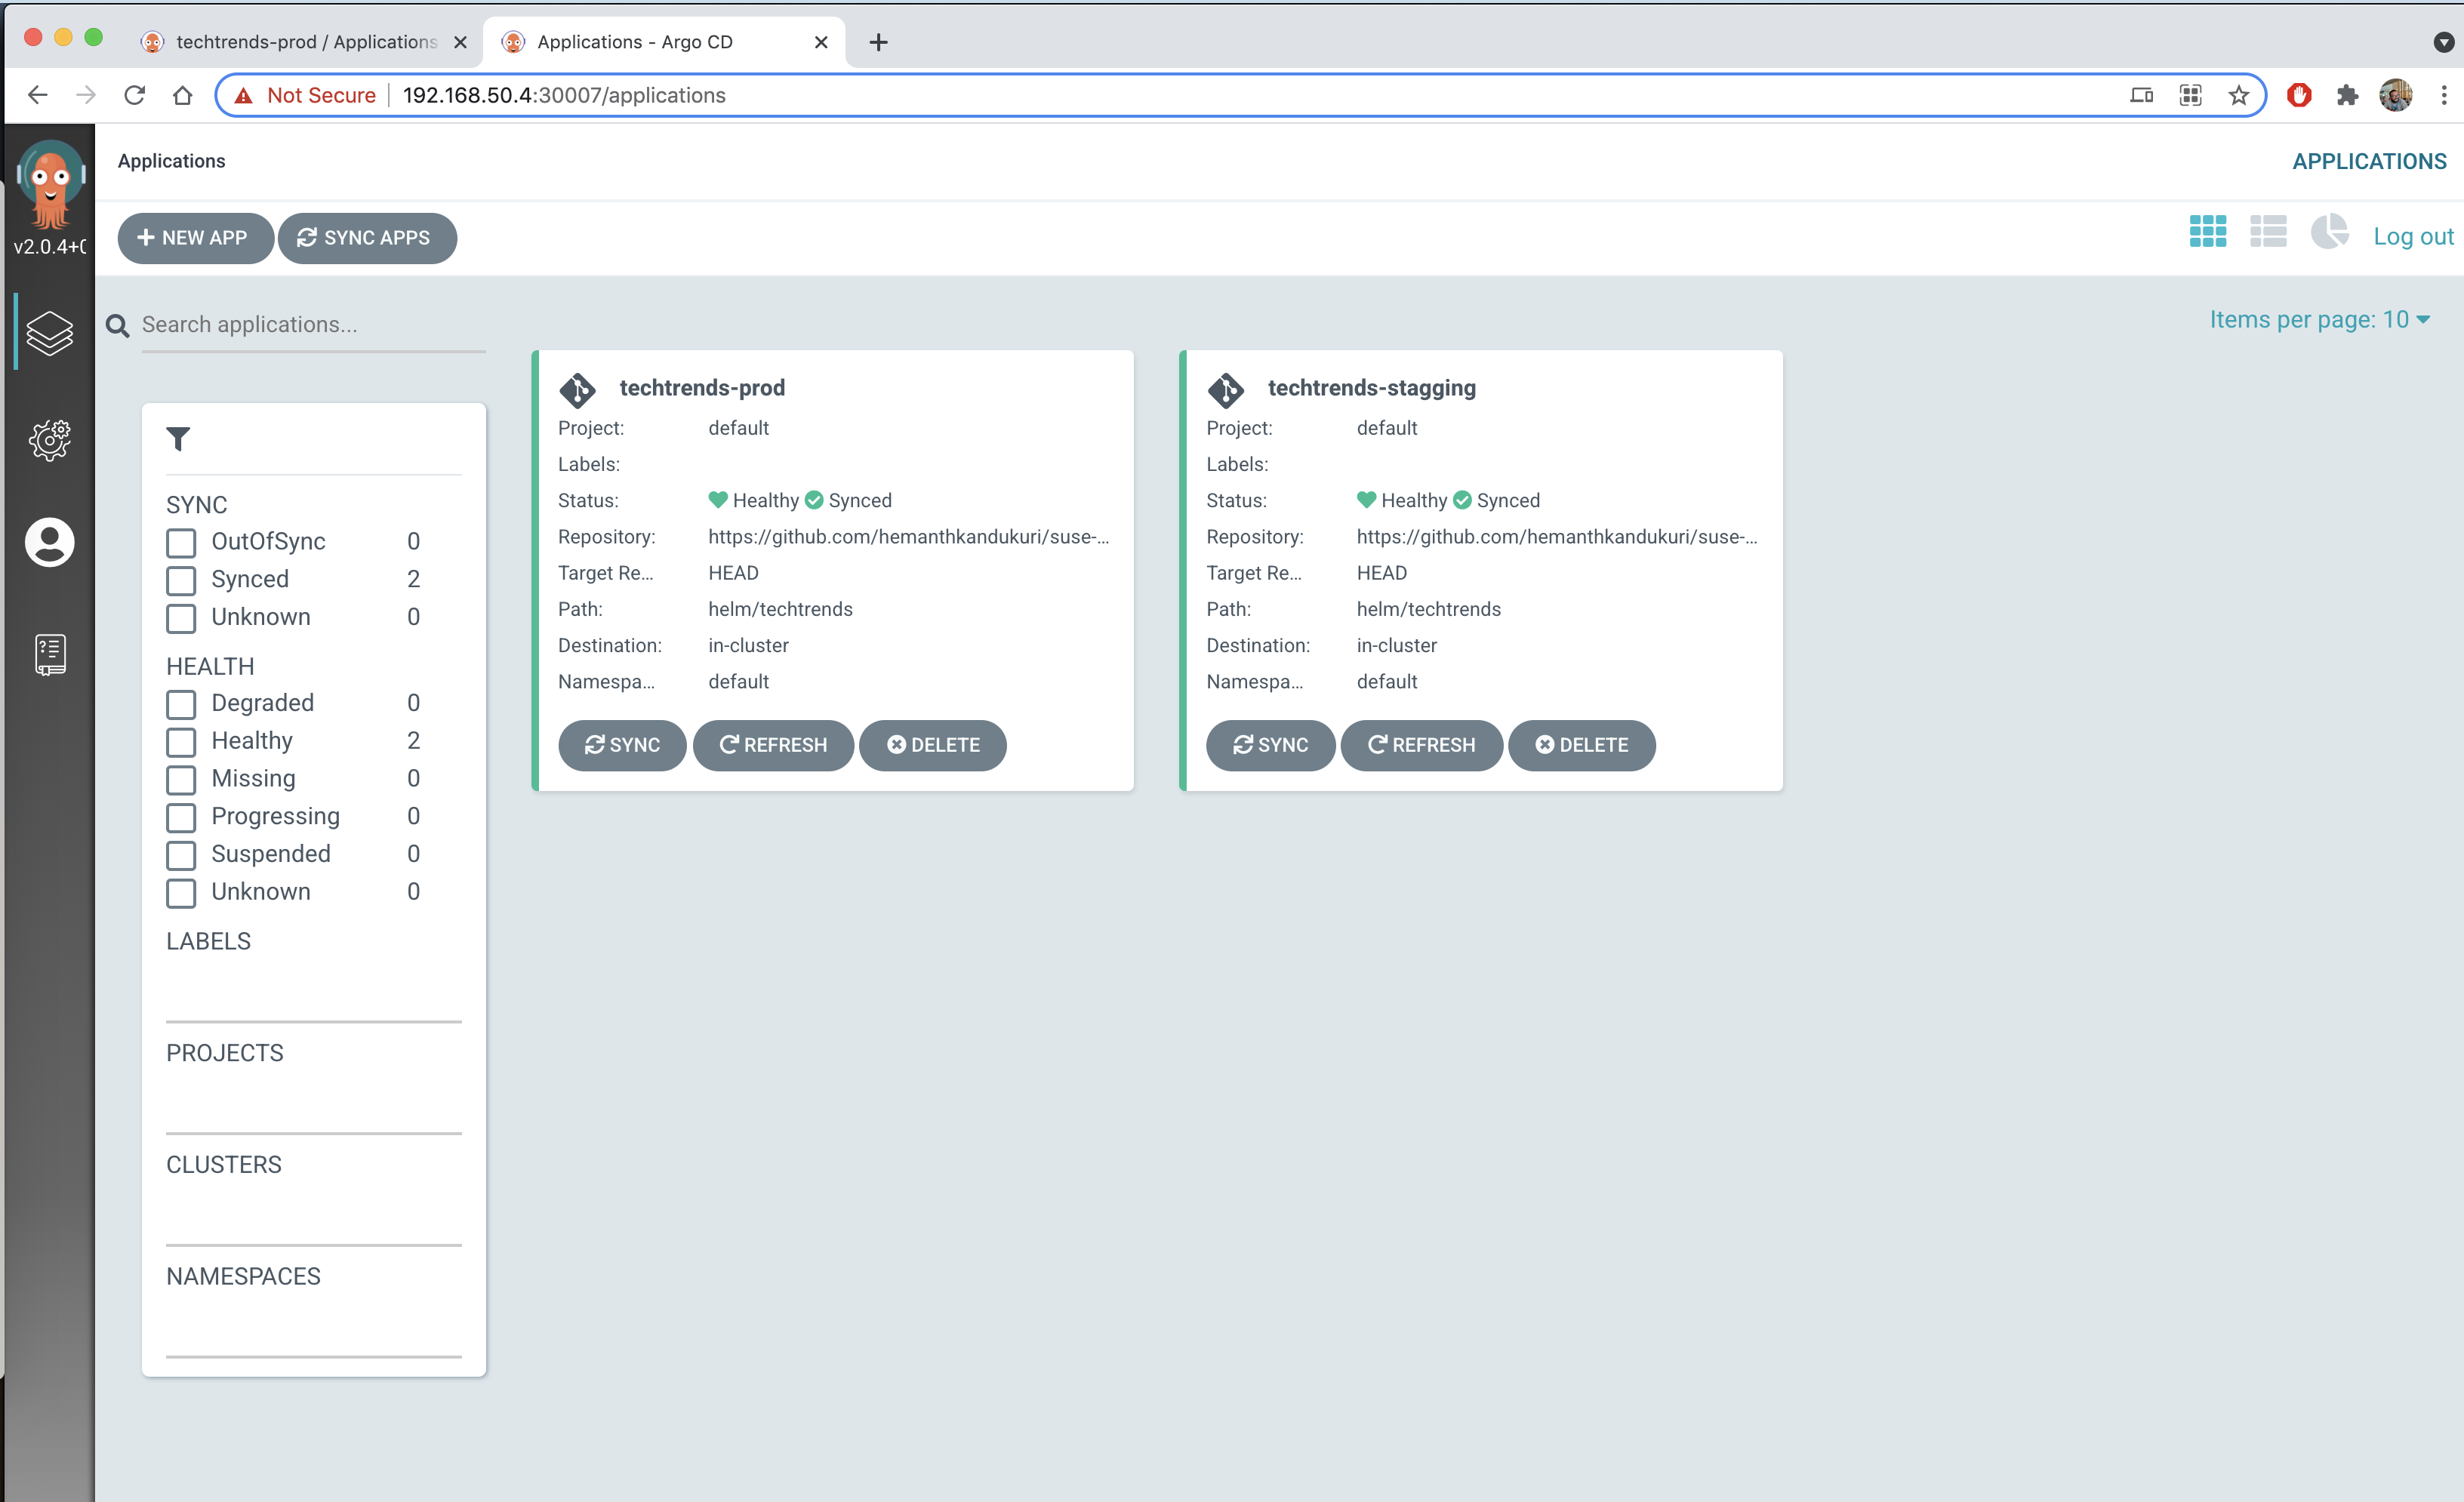 techtrends-prod / Applications
Applications - Argo CD
Not Secure 192.168.50.4:30007/applications
v2.0.4+0
Applications
APPLICATIONS
NEW APP
SYNC APPS
Log out
Search applications...
Items per page: 10
SYNC
OutOfSync 0
Synced 2
Unknown 0
HEALTH
Degraded 0
Healthy 2
Missing 0
Progressing 0
Suspended 0
Unknown 0
LABELS
PROJECTS
CLUSTERS
NAMESPACES
techtrends-prod
Project: default
Labels:
Status: Healthy Synced
Repository: https://github.com/hemanthkandukuri/suse-...
Target Re... HEAD
Path: helm/techtrends
Destination: in-cluster
Namespa... default
SYNC REFRESH DELETE
techtrends-stagging
Project: default
Labels:
Status: Healthy Synced
Repository: https://github.com/hemanthkandukuri/suse-...
Target Re... HEAD
Path: helm/techtrends
Destination: in-cluster
Namespa... default
SYNC REFRESH DELETE